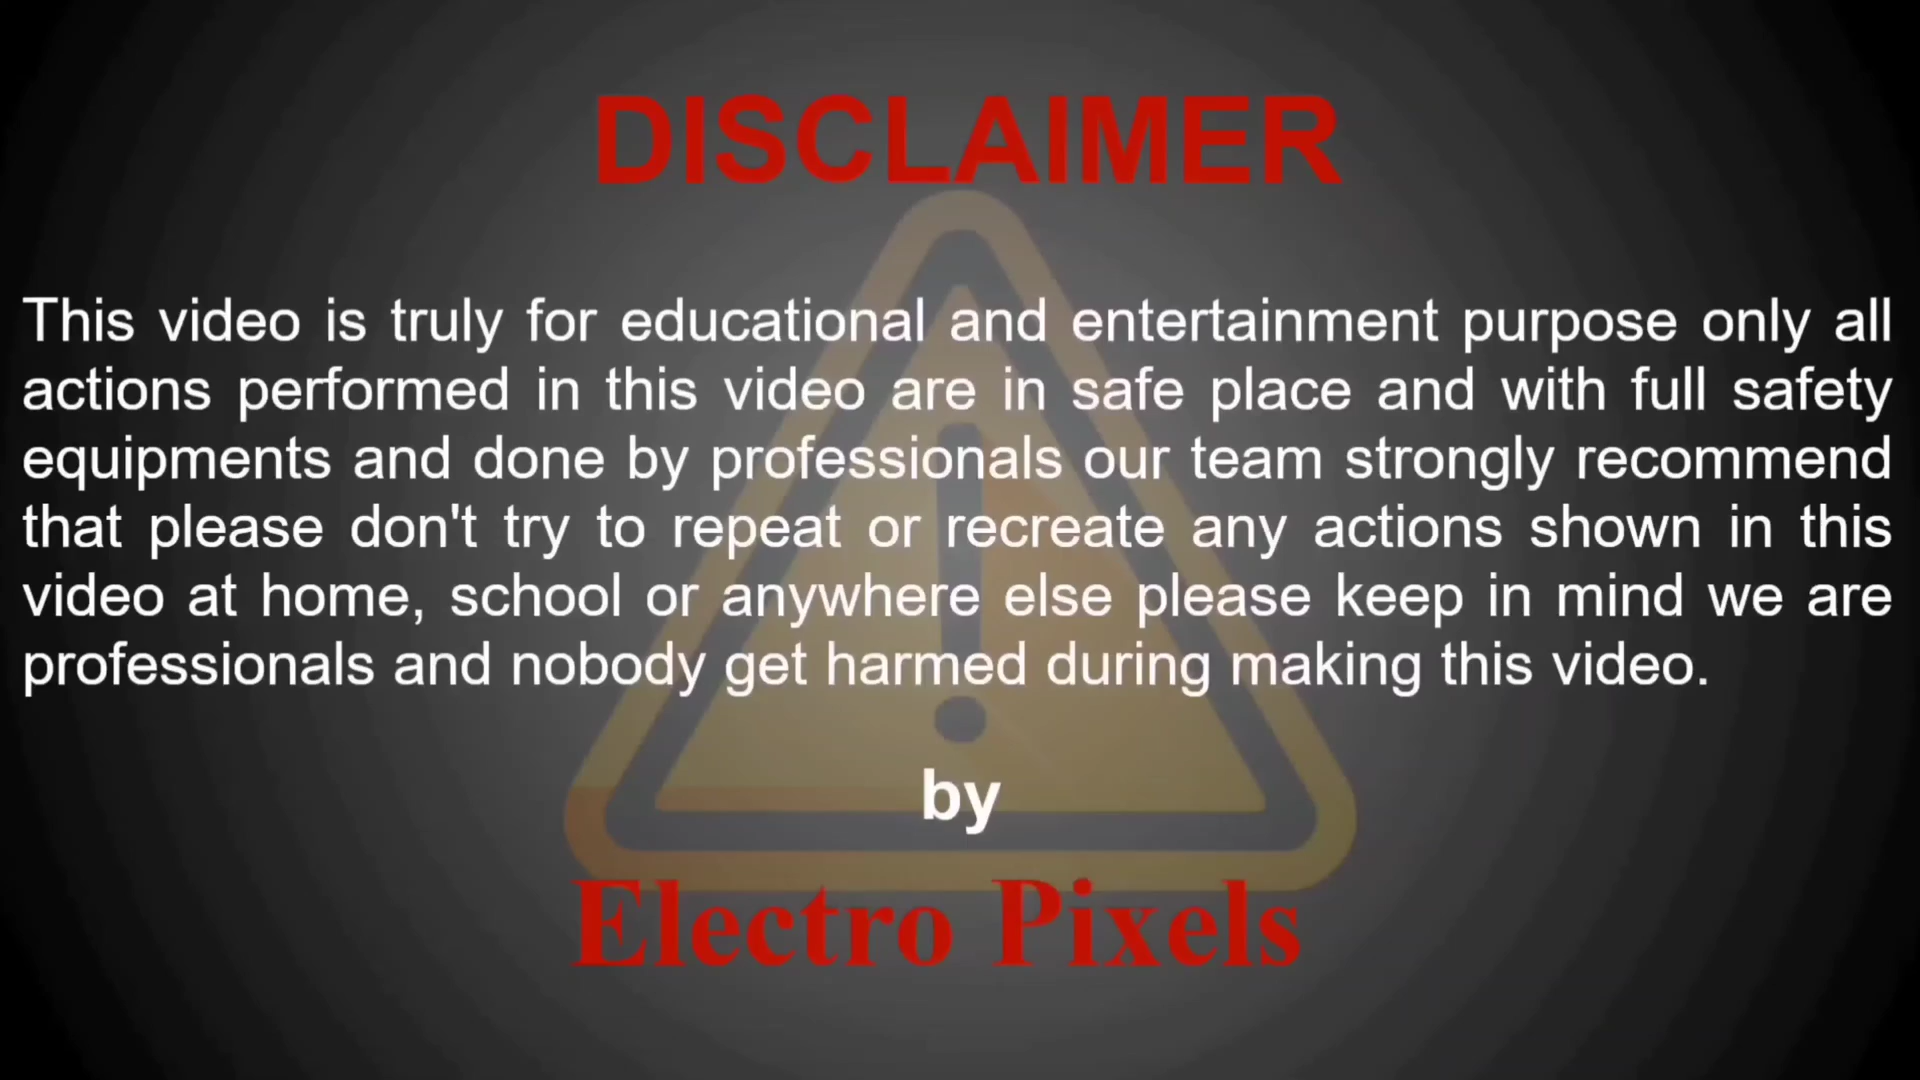 DISCLAIMER
This video is truly for educational and entertainment purpose only all
actions performed in this video are in safe place and with full safety
equipments and done by professionals our team strongly recommend
that please don't try to repeat or recreate any actions shown in this
video at home, school or anywhere else please keep in mind we are
professionals and nobody get harmed during making this video.
by
Electro Pixels